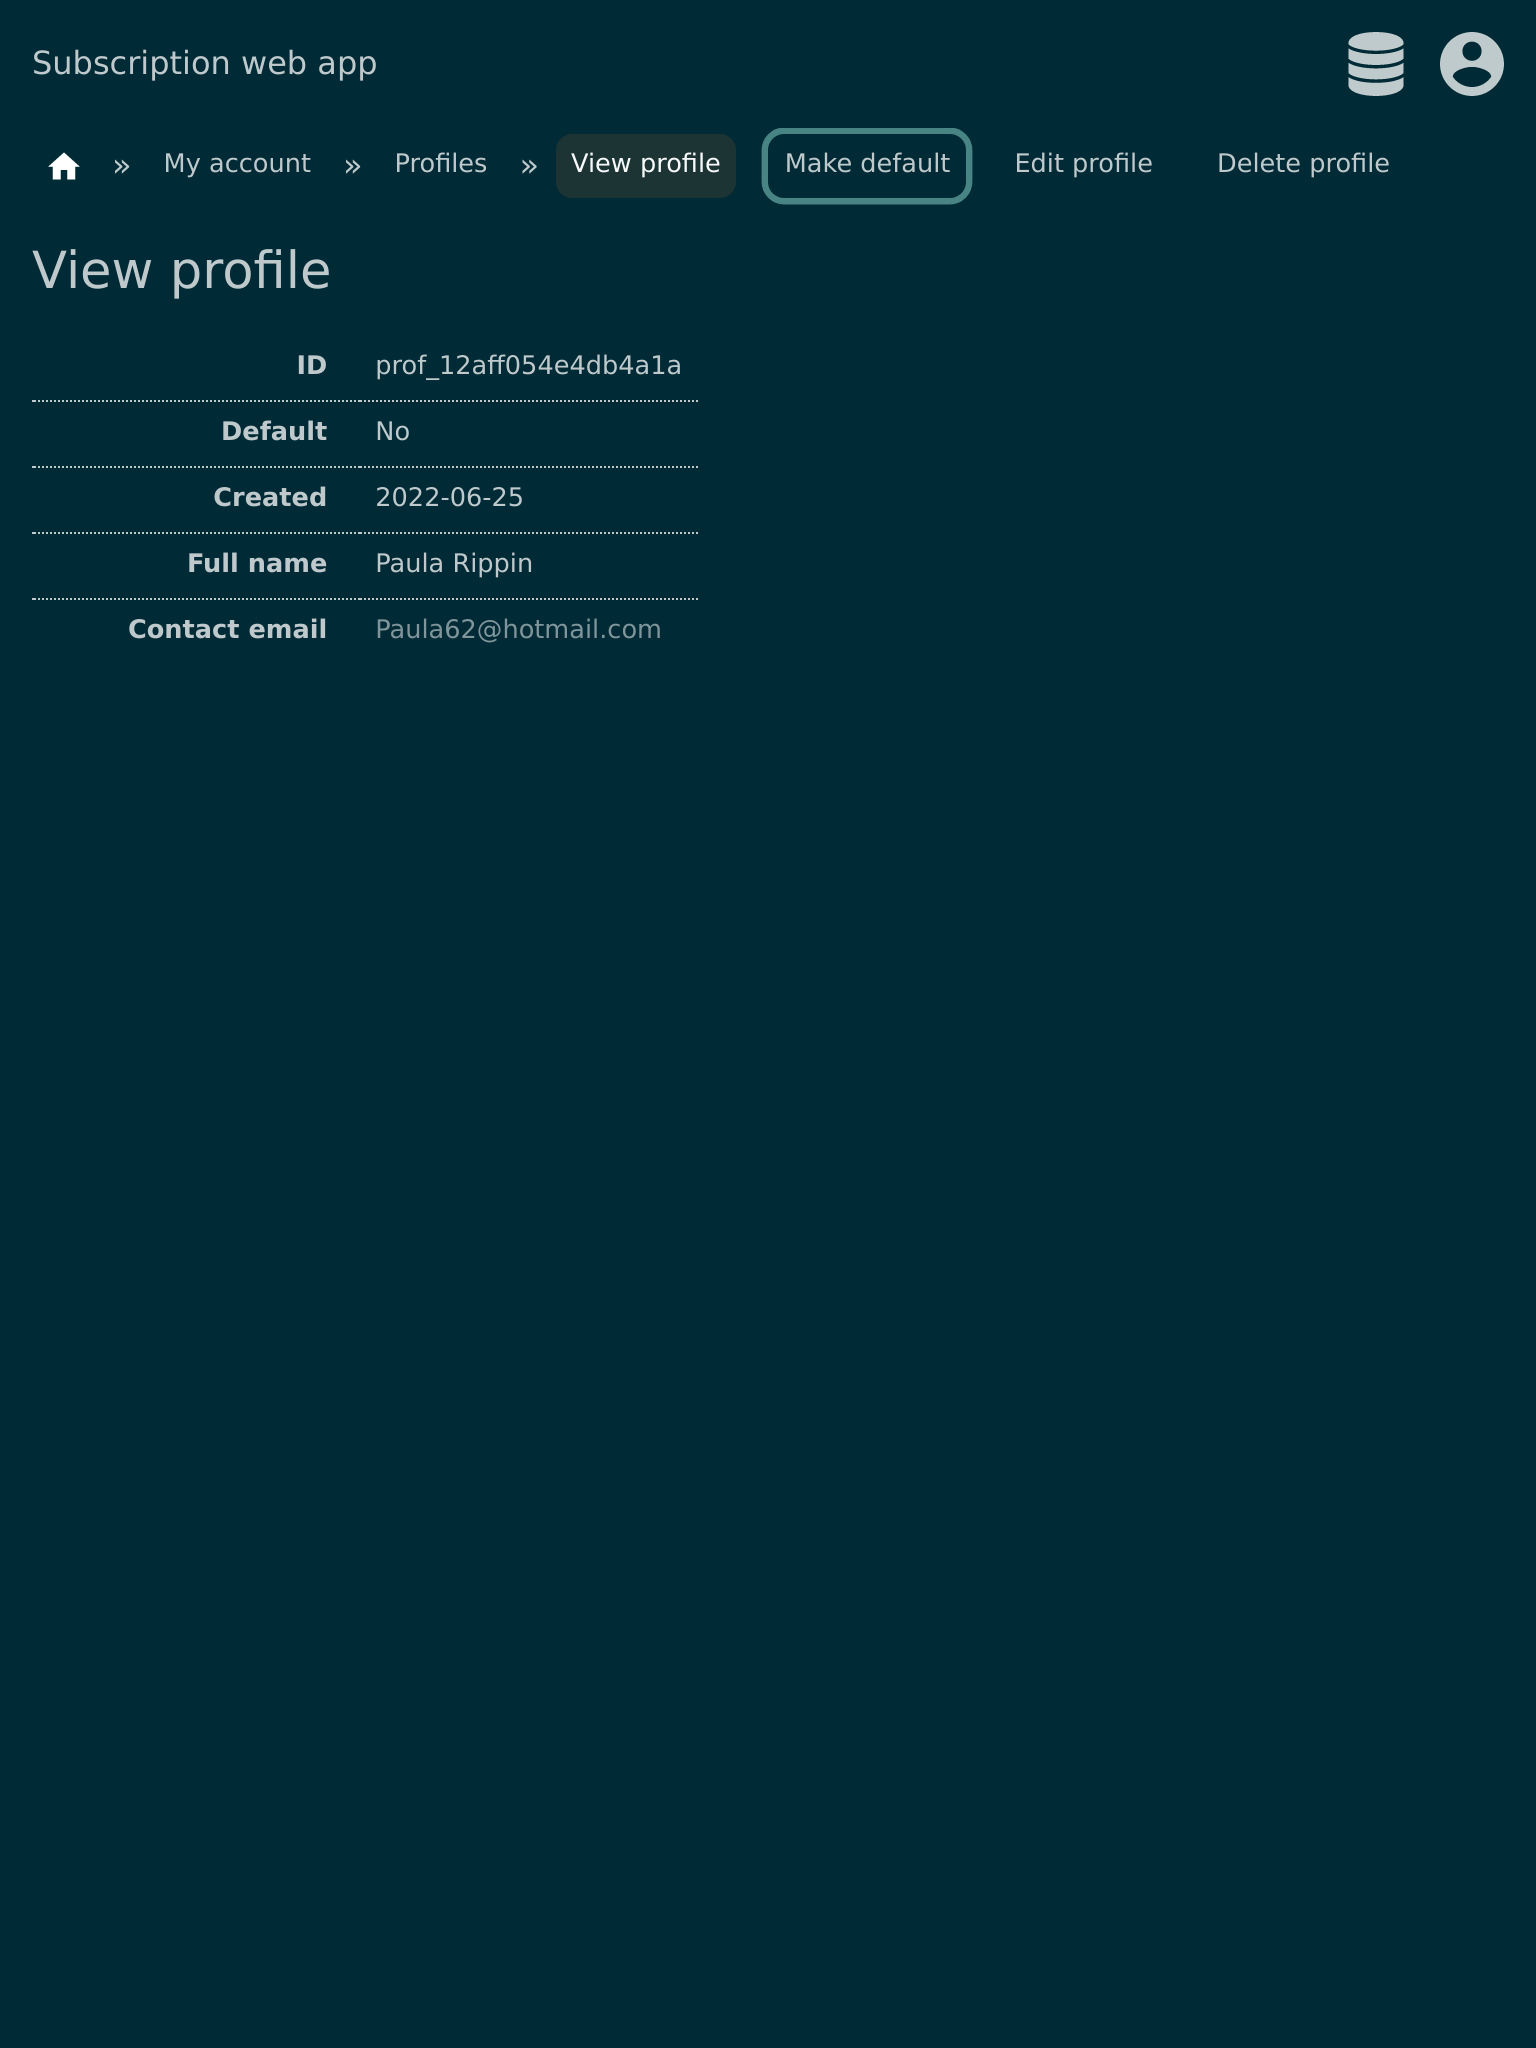 Subscription web app
» My account » Profiles » View profile Make default Edit profile Delete profile
View profile
ID prof_12aff054e4db4a1a
Default No
Created 2022-06-25
Full name Paula Rippin
Contact email Paula62@hotmail.com